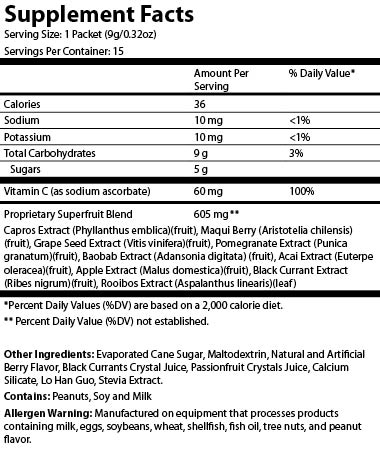 Supplement Facts
Serving Size: 1 Packet (9g/0.32oz)
Servings Per Container: 15
Amount Per Serving % Daily Value*
Calories 36
Sodium 10 mg <1%
Potassium 10 mg <1%
Total Carbohydrates 9 g 3%
Sugars 5 g
Vitamin C (as sodium ascorbate) 60 mg 100%
Proprietary Superfruit Blend 605 mg**
Capros Extract (Phyllanthus emblica)(fruit), Maqui Berry (Aristotelia chilensis)
(fruit), Grape Seed Extract (Vitis vinifera)(fruit), Pomegranate Extract (Punica
granatum)(fruit), Baobab Extract (Adansonia digitata) (fruit), Acai Extract (Euterpe
oleracea)(fruit), Apple Extract (Malus domestica)(fruit), Black Currant Extract
(Ribes nigrum)(fruit), Rooibos Extract (Aspalanthus linearis)(leaf)
*Percent Daily Values (%DV) are based on a 2,000 calorie diet.
** Percent Daily Value (%DV) not established.
Other Ingredients: Evaporated Cane Sugar, Maltodextrin, Natural and Artificial
Berry Flavor, Black Currants Crystal Juice, Passionfruit Crystals Juice, Calcium
Silicate, Lo Han Guo, Stevia Extract.
Contains: Peanuts, Soy and Milk
Allergen Warning: Manufactured on equipment that processes products
containing milk, eggs, soybeans, wheat, shellfish, fish oil, tree nuts, and peanut
flavor.